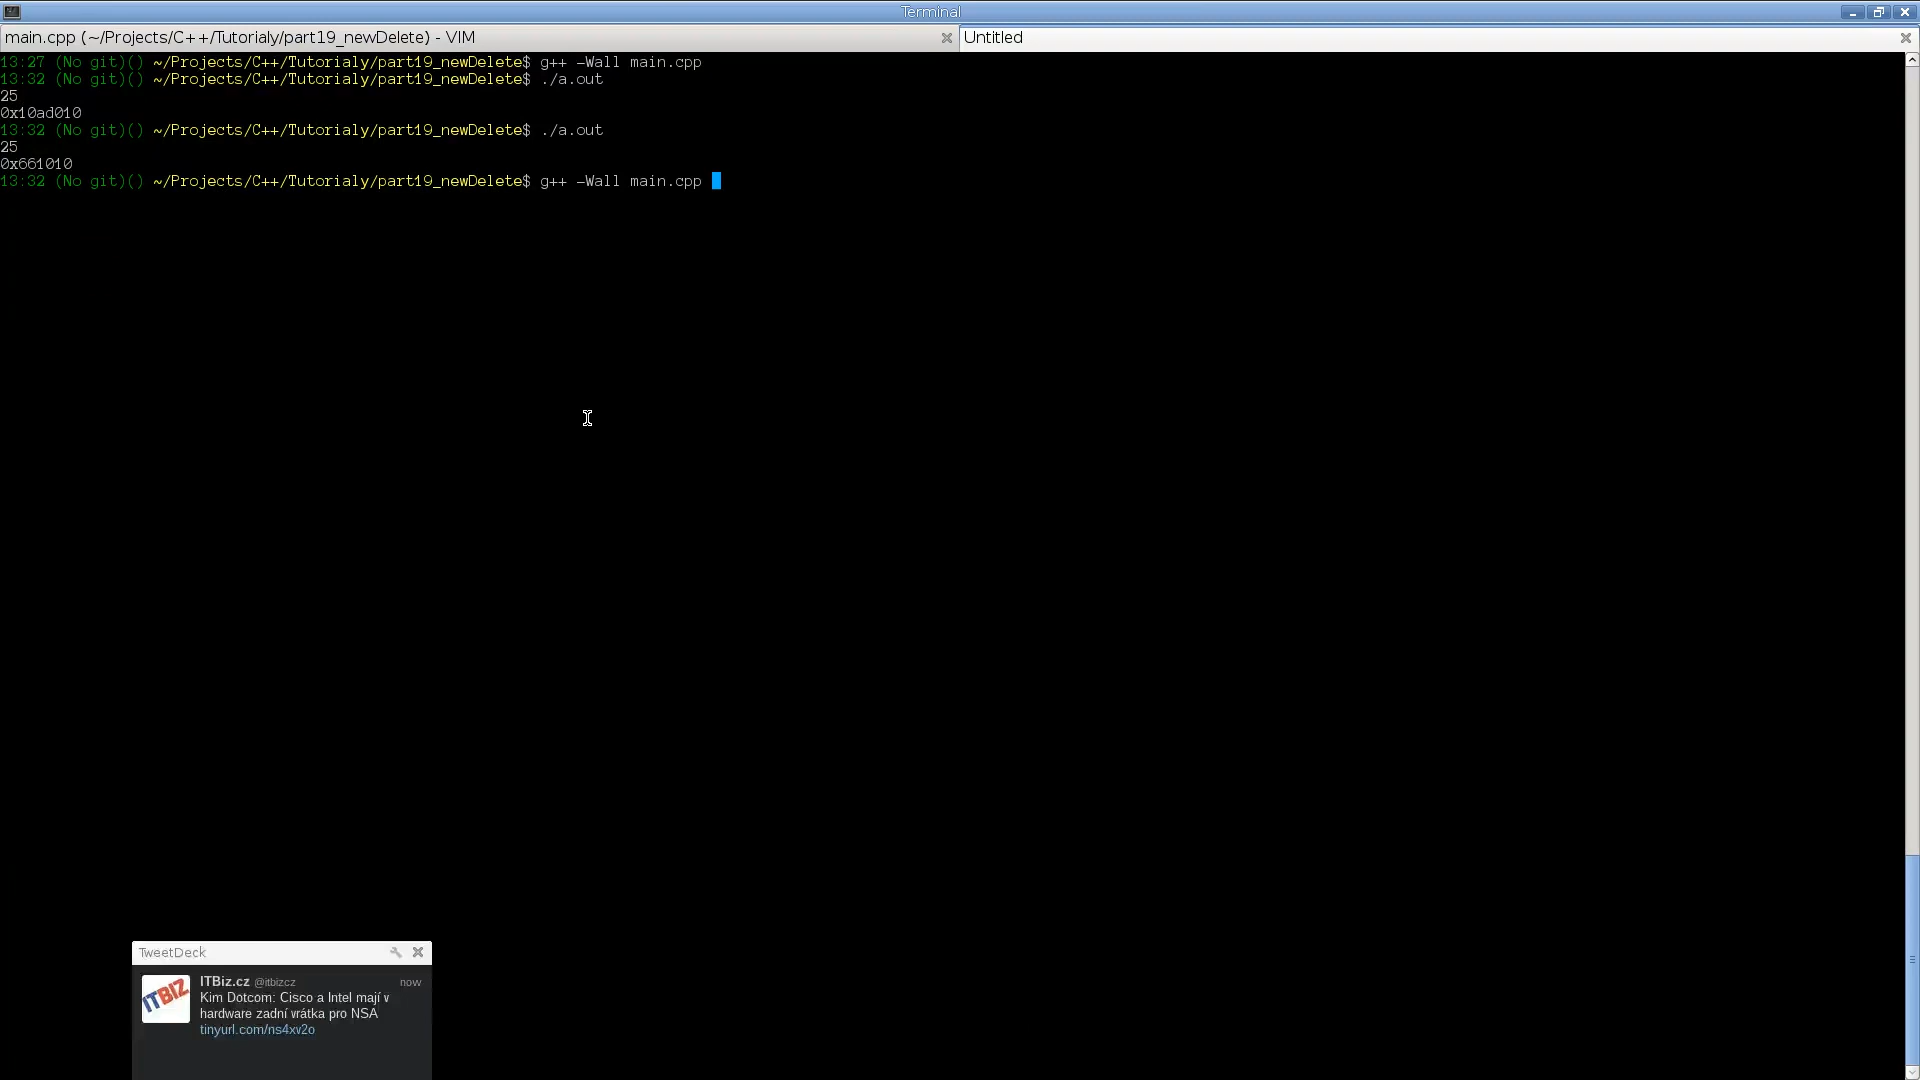 Terminal
main.cpp (~/Projects/C++/Tutorialy/part19_newDelete) - VIM
Untitled
13:27 (No git)() ~/Projects/C++/Tutorialy/part19_newDelete$ g++ -Wall main.cpp
13:32 (No git)() ~/Projects/C++/Tutorialy/part19_newDelete$ ./a.out
25
0x10ad010
13:32 (No git)() ~/Projects/C++/Tutorialy/part19_newDelete$ ./a.out
25
0x661010
13:32 (No git)() ~/Projects/C++/Tutorialy/part19_newDelete$ g++ -Wall main.cpp
TweetDeck
ITBIZ
ITBiz.cz @itbizcz now
Kim Dotcom: Cisco a Intel mají v
hardware zadní vrátka pro NSA
tinyurl.com/ns4xv2o